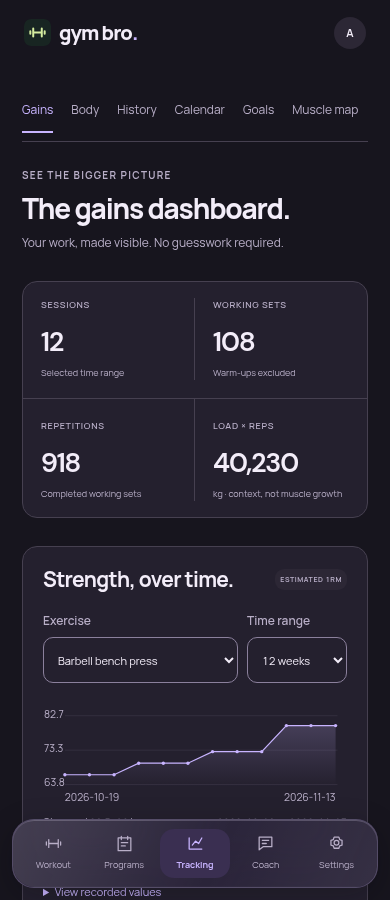 gym bro.
A
Gains Body History Calendar Goals Muscle map
SEE THE BIGGER PICTURE
The gains dashboard.
Your work, made visible. No guesswork required.
SESSIONS
12
Selected time range
WORKING SETS
108
Warm-ups excluded
REPETITIONS
918
Completed working sets
LOAD × REPS
40,230
kg · context, not muscle growth
Strength, over time.
ESTIMATED 1RM
Exercise
Time range
Barbell bench press
12 weeks
82.7
73.3
63.8
2026-10-19
2026-11-13
Workout Programs Tracking Coach Settings
View recorded values